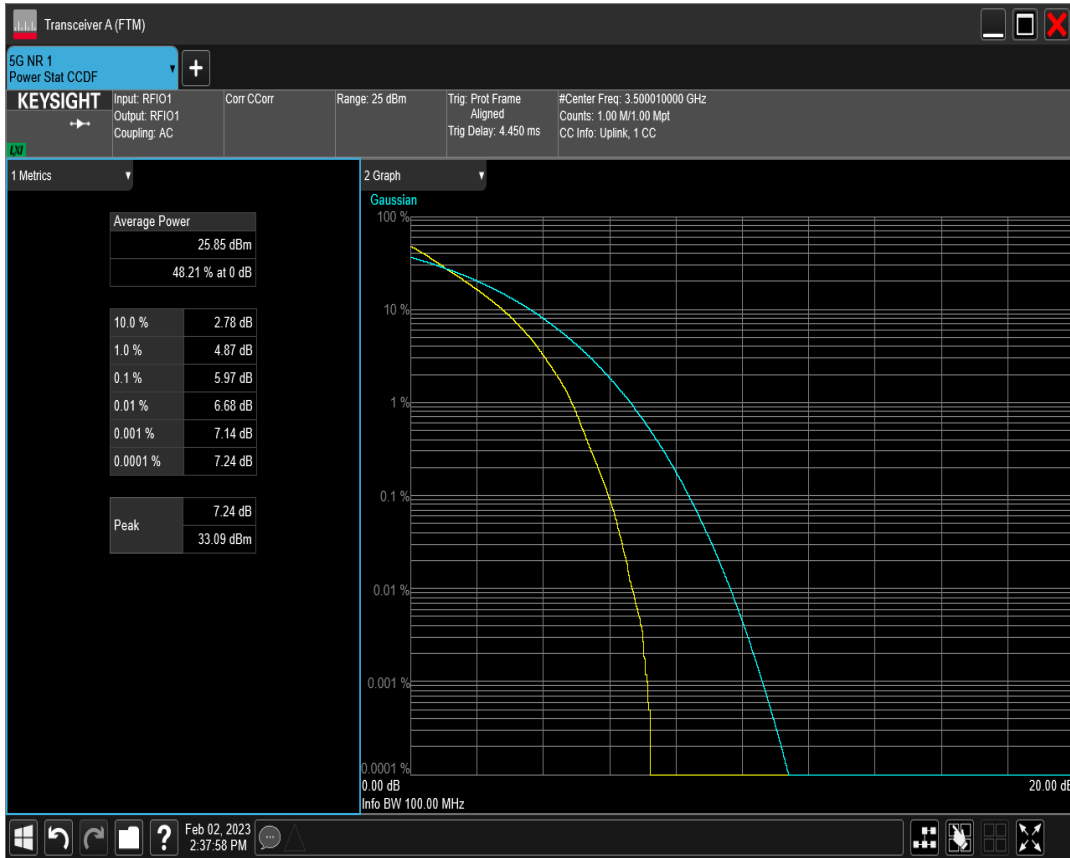 Transceiver A (FTM)
5G NR 1
Power Stat CCDF
KEYSIGHT
LXI
Input: RFIO1
Output: RFIO1
Coupling: AC
Corr CCorr
Range: 25 dBm
Trig: Prot Frame
Aligned
Trig Delay: 4.450 ms
#Center Freq: 3.500010000 GHz
Counts: 1.00 M/1.00 Mpt
CC Info: Uplink, 1 CC
1 Metrics
Average Power
25.85 dBm
48.21 % at 0 dB
10.0 % 2.78 dB
1.0 % 4.87 dB
0.1 % 5.97 dB
0.01 % 6.68 dB
0.001 % 7.14 dB
0.0001 % 7.24 dB
Peak 7.24 dB
33.09 dBm
2 Graph
Gaussian
100 %
10 %
1 %
0.1 %
0.01 %
0.001 %
0.0001 %
0.00 dB 20.00 dB
Info BW 100.00 MHz
? Feb 02, 2023
2:37:58 PM